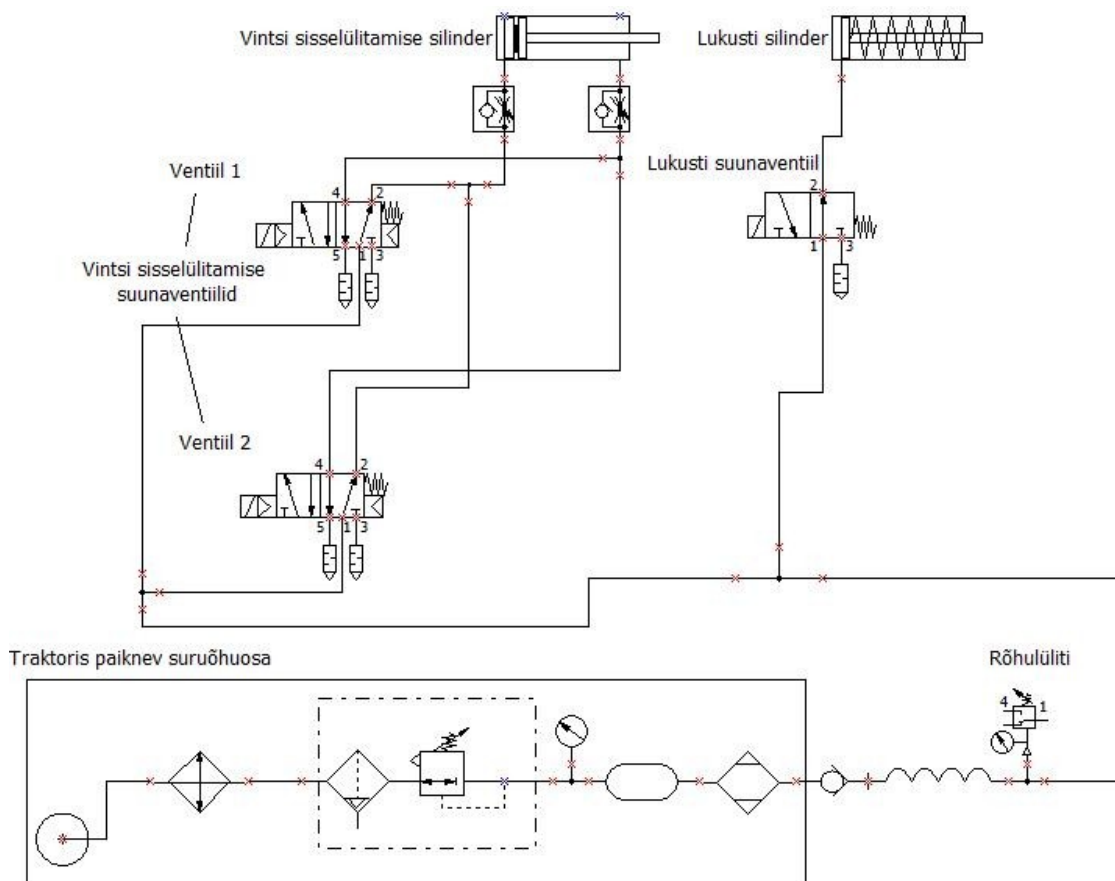 Vintsi sisselülitamise silinder
Lukusti silinder
Ventiil 1
Lukusti suunaventiil
4 2
5 1 3
2
1 3
Vintsi sisselülitamise
suunaventiilid
Ventiil 2
4 2
5 1 3
Traktoris paiknev suruõhuosa
Rõhulüliti
4 1